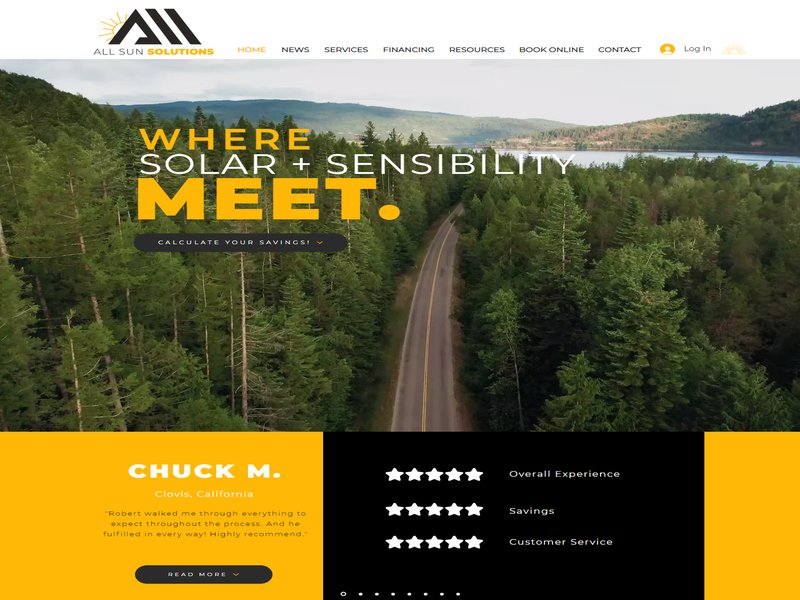 ALL SUN SOLUTIONS
HOME NEWS SERVICES FINANCING RESOURCES BOOK ONLINE CONTACT Log In
WHERE
SOLAR + SENSIBILITY
MEET.
CALCULATE YOUR SAVINGS!
CHUCK M.
Clovis, California
"Robert walked me through everything to
expect throughout the process. And he
fulfilled in every way! Highly recommend."
READ MORE
Overall Experience
Savings
Customer Service